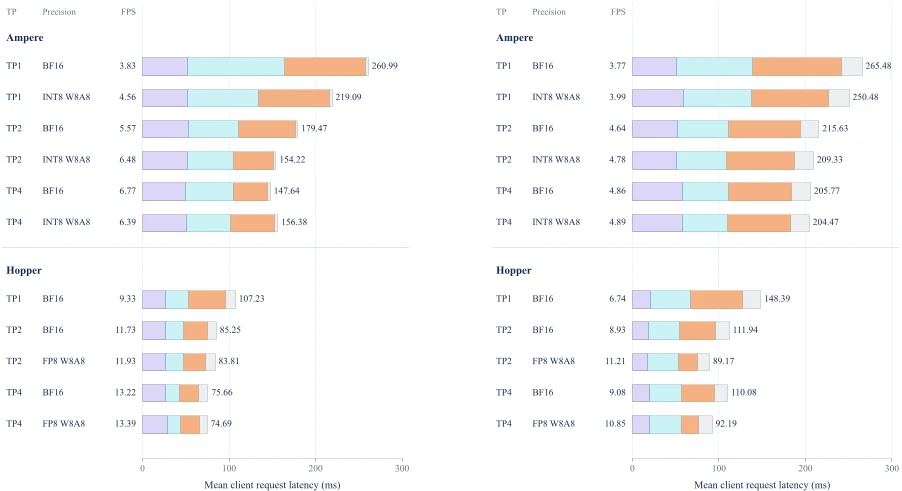 TP Precision FPS
Ampere
TP1 BF16 3.83 260.99
TP1 INT8 W8A8 4.56 219.09
TP2 BF16 5.57 179.47
TP2 INT8 W8A8 6.48 154.22
TP4 BF16 6.77 147.64
TP4 INT8 W8A8 6.39 156.38
Hopper
TP1 BF16 9.33 107.23
TP2 BF16 11.73 85.25
TP2 FP8 W8A8 11.93 83.81
TP4 BF16 13.22 75.66
TP4 FP8 W8A8 13.39 74.69
0 100 200 300
Mean client request latency (ms)
TP Precision FPS
Ampere
TP1 BF16 3.77 265.48
TP1 INT8 W8A8 3.99 250.48
TP2 BF16 4.64 215.63
TP2 INT8 W8A8 4.78 209.33
TP4 BF16 4.86 205.77
TP4 INT8 W8A8 4.89 204.47
Hopper
TP1 BF16 6.74 148.39
TP2 BF16 8.93 111.94
TP2 FP8 W8A8 11.21 89.17
TP4 BF16 9.08 110.08
TP4 FP8 W8A8 10.85 92.19
0 100 200 300
Mean client request latency (ms)